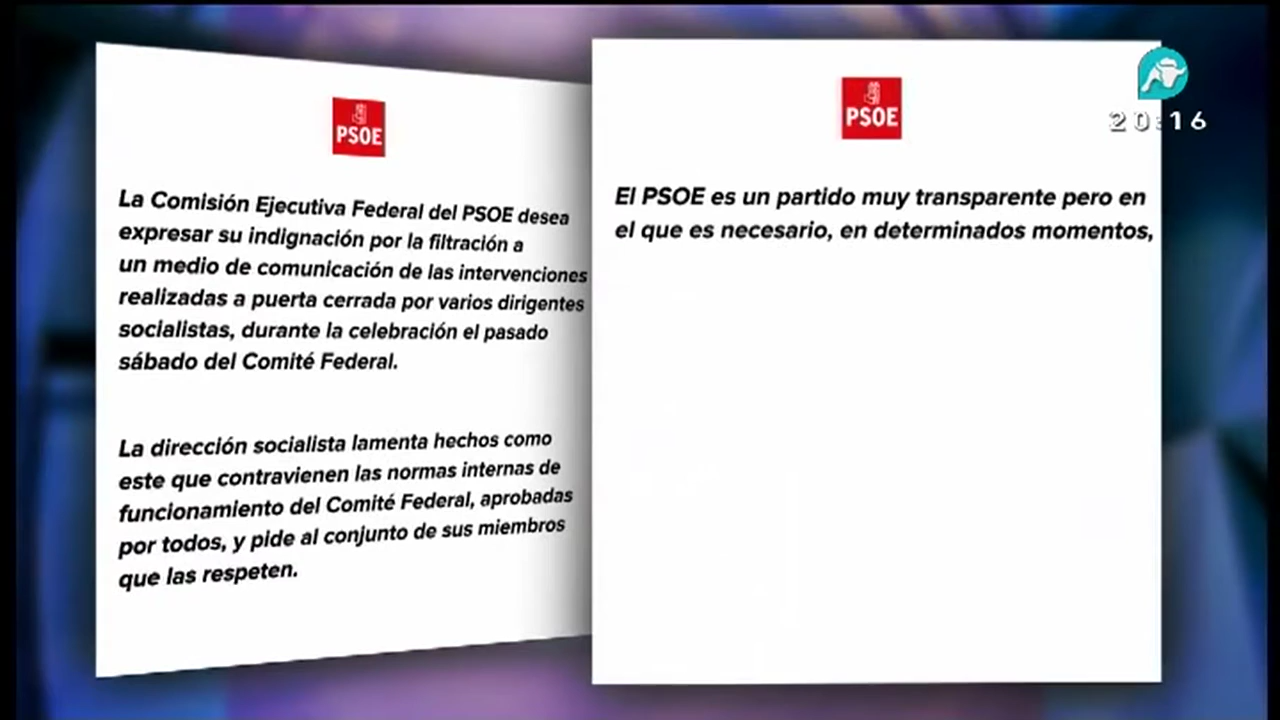 PSOE
La Comisión Ejecutiva Federal del PSOE desea
expresar su indignación por la filtración a
un medio de comunicación de las intervenciones
realizadas a puerta cerrada por varios dirigentes
socialistas, durante la celebración el pasado
sábado del Comité Federal.
La dirección socialista lamenta hechos como
este que contravienen las normas internas de
funcionamiento del Comité Federal, aprobadas
por todos, y pide al conjunto de sus miembros
que las respeten.
PSOE
El PSOE es un partido muy transparente pero en
el que es necesario, en determinados momentos,
20:16